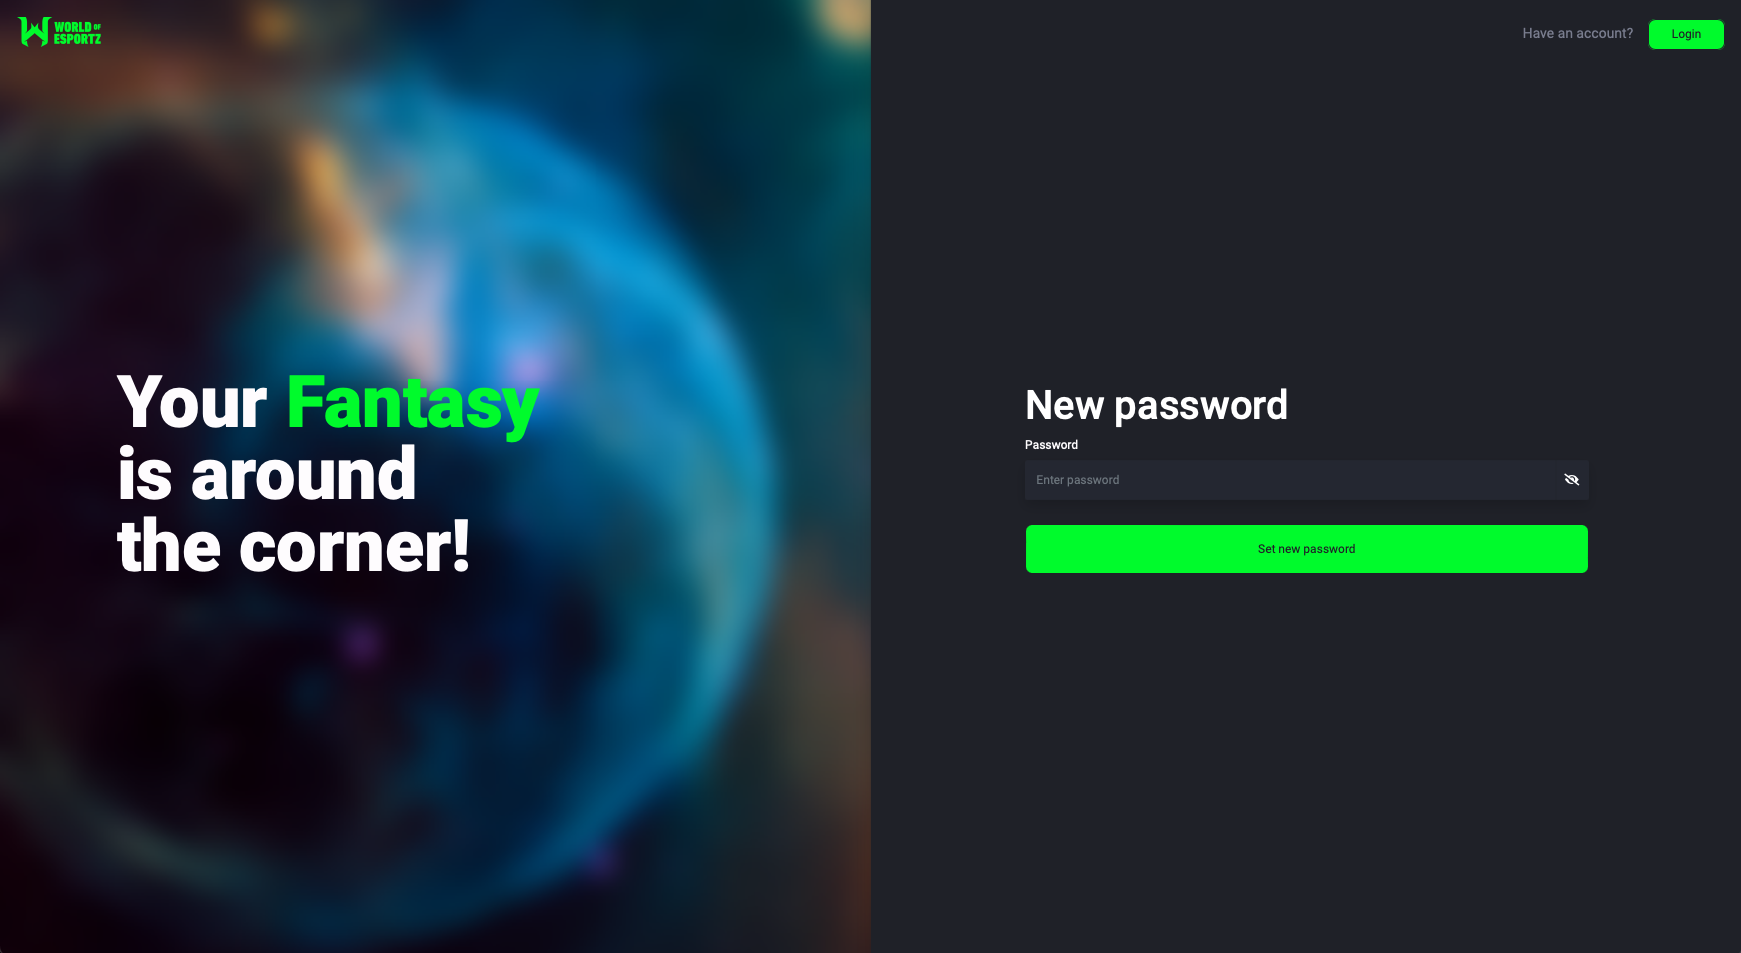 WORLD OF
ESPORTZ
Have an account?
Login
Your Fantasy
is around
the corner!
New password
Password
Enter password
Set new password